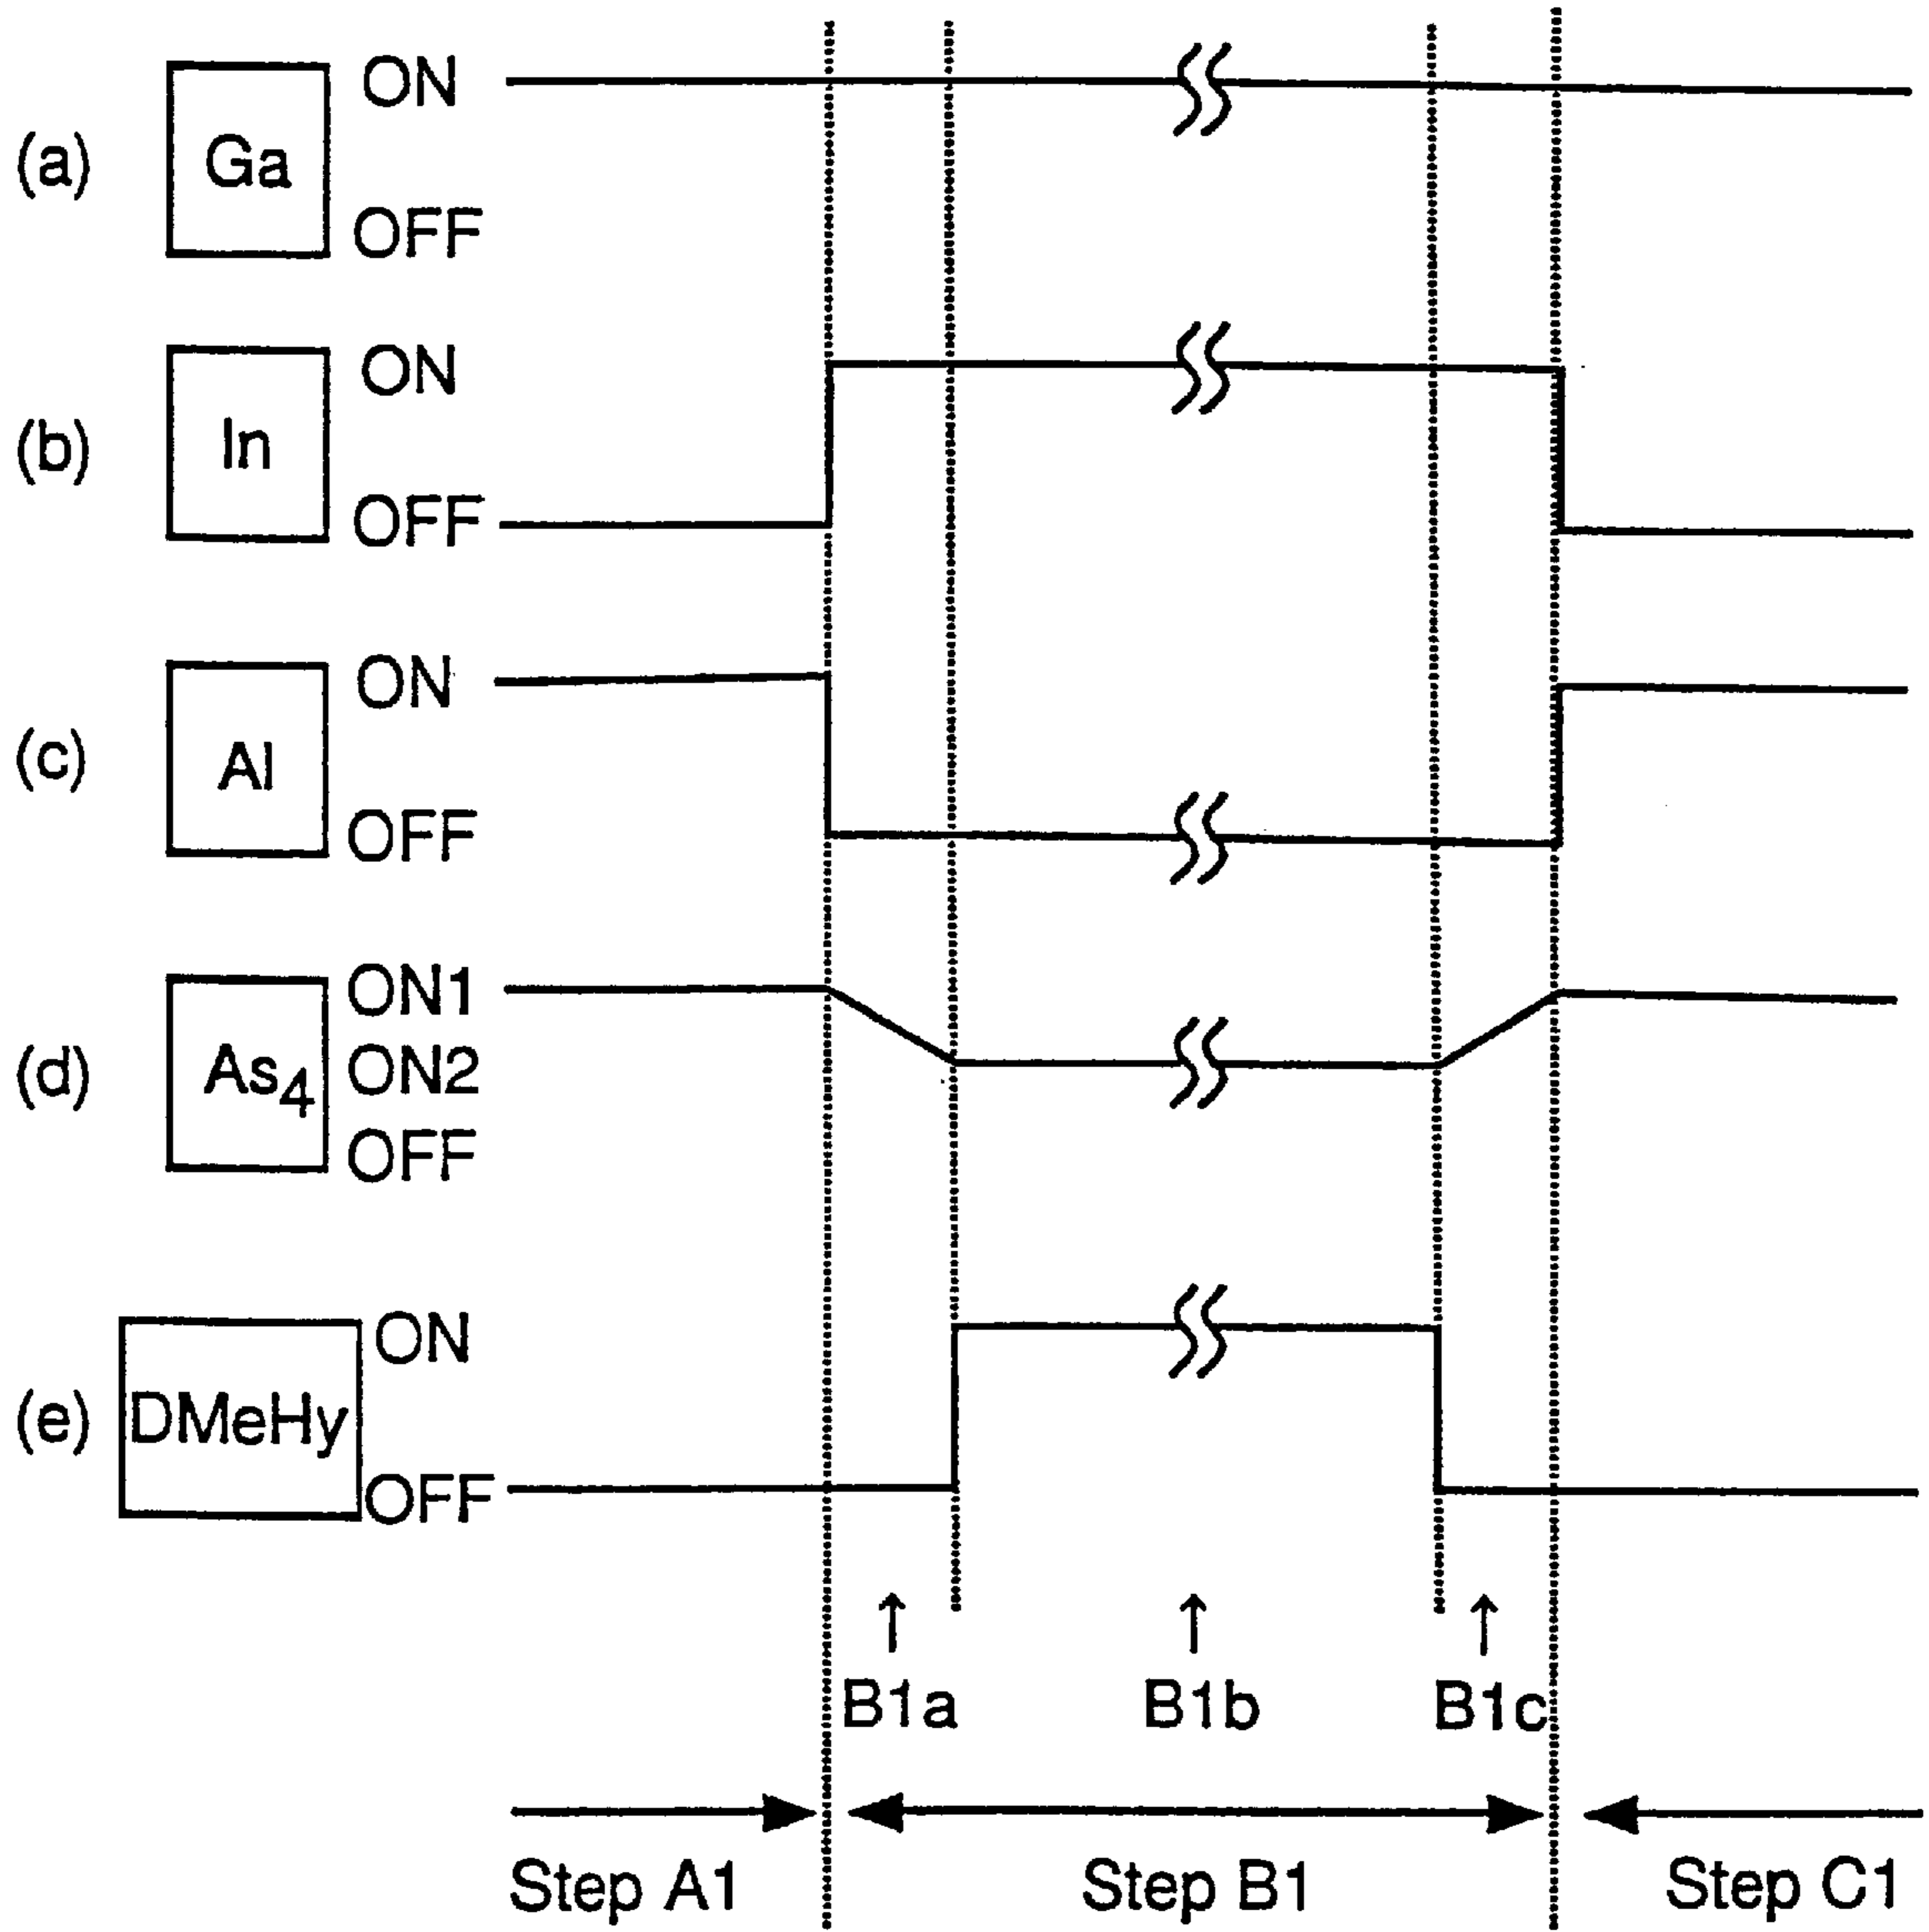 ON
(a) Ga
OFF
ON
(b) In
OFF
ON
(c) Al
OFF
ON1
(d) As4 ON2
OFF
ON
(e) DMeHy
OFF
↑ ↑ ↑
B1a B1b B1c
Step A1 Step B1 Step C1